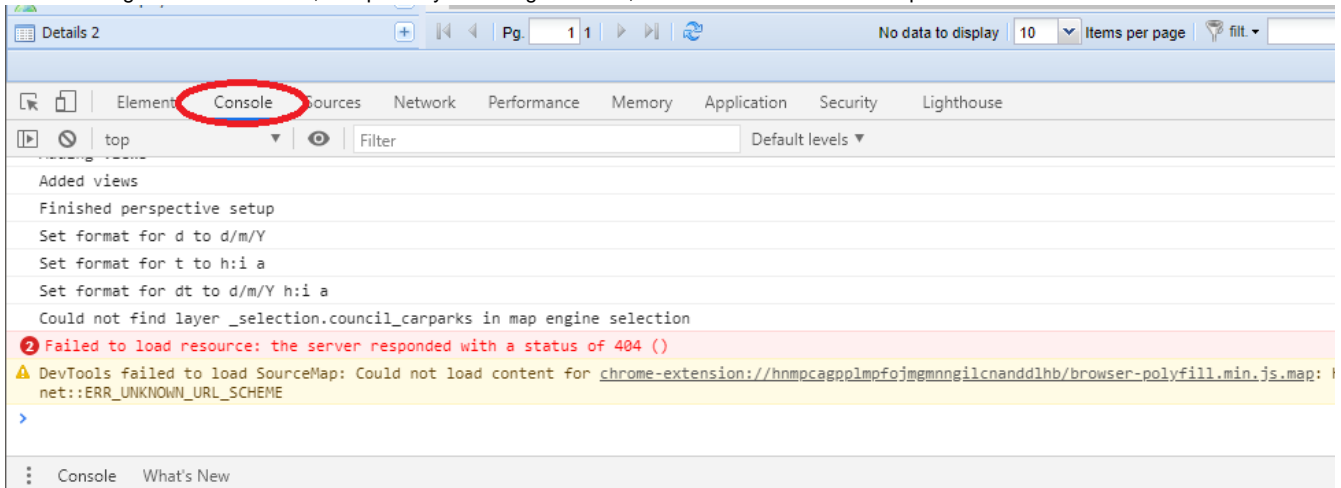 Details 2 Pg. 1 1 No data to display 10 Items per page filt.
Element Console Sources Network Performance Memory Application Security Lighthouse
top Filter Default levels
Added views
Finished perspective setup
Set format for d to d/m/Y
Set format for t to h:i a
Set format for dt to d/m/Y h:i a
Could not find layer _selection.council_carparks in map engine selection
2 Failed to load resource: the server responded with a status of 404 ()
DevTools failed to load SourceMap: Could not load content for chrome-extension://hnmpcagpplmpfojmgmnngilcnanddlhb/browser-polyfill.min.js.map:
net::ERR_UNKNOWN_URL_SCHEME
>
Console What's New